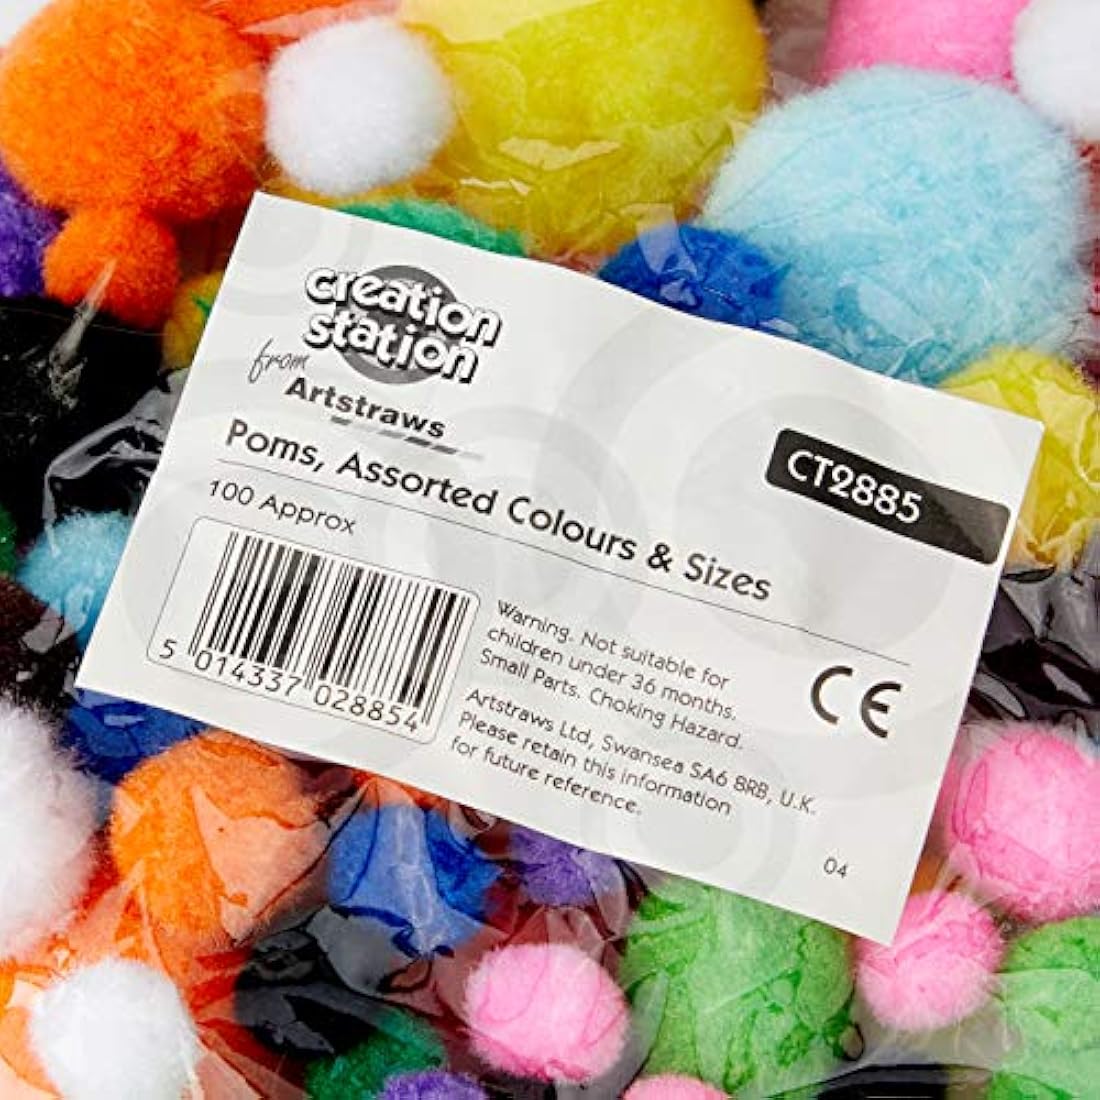 creation
station
from
Artstraws
Poms, Assorted Colours & Sizes
CT2885
100 Approx
5 014337 028854
Warning. Not suitable for
children under 36 months.
Small Parts. Choking Hazard.
CE
Artstraws Ltd, Swansea SA6 8RB, U.K.
Please retain this information
for future reference.
04